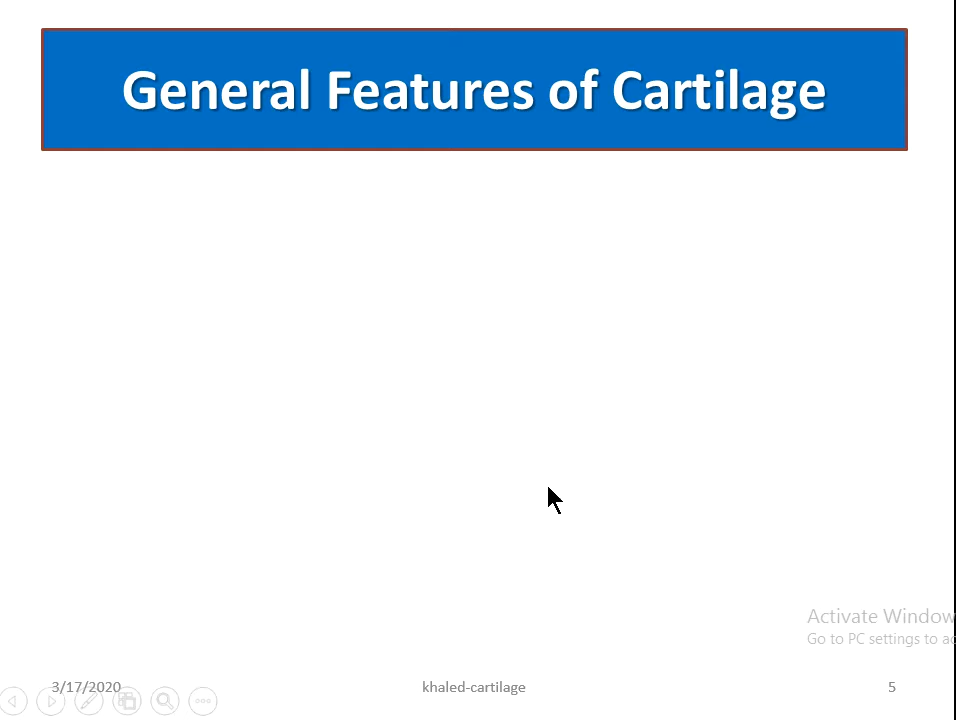 General Features of Cartilage
Activate Window
Go to PC settings to ac
3/17/2020
khaled-cartilage
5